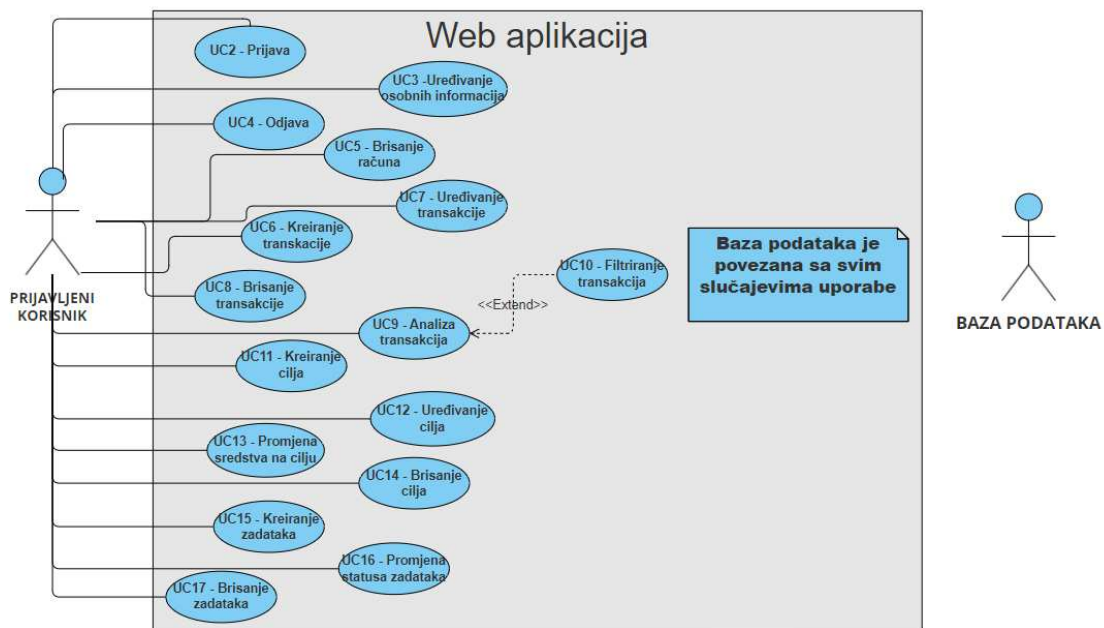 Web aplikacija
UC2 - Prijava
UC3 -Uređivanje
osobnih informacija
UC4 - Odjava
UC5 - Brisanje
računa
UC7 - Uređivanje
transakcije
UC6 - Kreiranje
transkacije
UC10 - Filtriranje
transakcija
UC8 - Brisanje
transakcije
<<Extend>>
UC9 - Analiza
transakcija
UC11 - Kreiranje
cilja
UC12 - Uređivanje
cilja
UC13 - Promjena
sredstva na cilju
UC14 - Brisanje
cilja
UC15 - Kreiranje
zadataka
UC16 - Promjena
statusa zadataka
UC17 - Brisanje
zadataka
PRIJAVLJENI
KORISNIK
Baza podataka je
povezana sa svim
slučajevima uporabe
BAZA PODATAKA